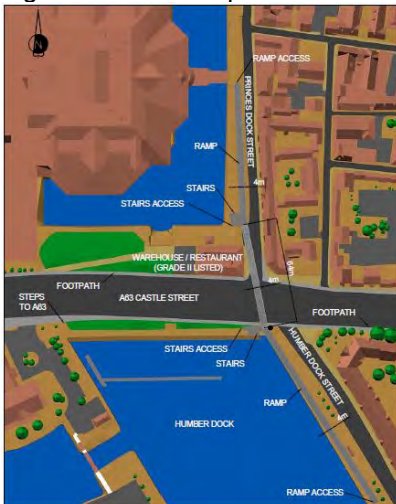 N
RAMP ACCESS
PRINCES DOCK STREET
RAMP
4m
STAIRS
STAIRS ACCESS
WAREHOUSE / RESTAURANT
(GRADE II LISTED)
64m
4m
FOOTPATH
A63 CASTLE STREET
STEPS
TO A63
FOOTPATH
STAIRS ACCESS
STAIRS
HUMBER DOCK STREET
RAMP
HUMBER DOCK
4m
RAMP ACCESS